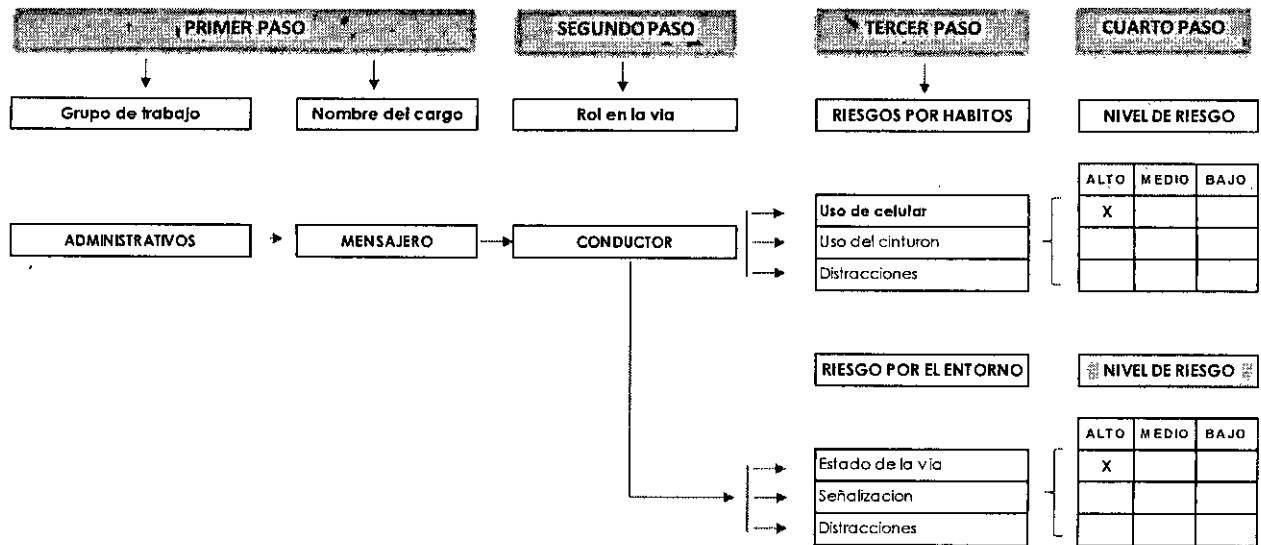 PRIMER PASO
SEGUNDO PASO
TERCER PASO
CUARTO PASO
Grupo de trabajo
Nombre del cargo
Rol en la via
RIESGOS POR HABITOS
NIVEL DE RIESGO
ADMINISTRATIVOS
MENSAJERO
CONDUCTOR
Uso de celular
Uso del cinturon
Distracciones
ALTO MEDIO BAJO
X
RIESGO POR EL ENTORNO
NIVEL DE RIESGO
Estado de la via
Señalizacion
Distracciones
ALTO MEDIO BAJO
X